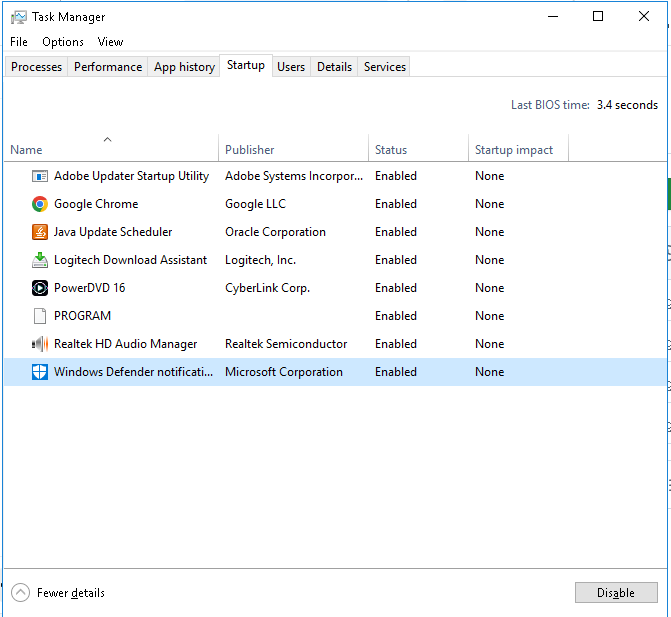 Task Manager
File Options View
Processes Performance App history Startup Users Details Services
Last BIOS time: 3.4 seconds
Name Publisher Status Startup impact
Adobe Updater Startup Utility Adobe Systems Incorpor... Enabled None
Google Chrome Google LLC Enabled None
Java Update Scheduler Oracle Corporation Enabled None
Logitech Download Assistant Logitech, Inc. Enabled None
PowerDVD 16 CyberLink Corp. Enabled None
PROGRAM Enabled None
Realtek HD Audio Manager Realtek Semiconductor Enabled None
Windows Defender notificati... Microsoft Corporation Enabled None
Fewer details Disable